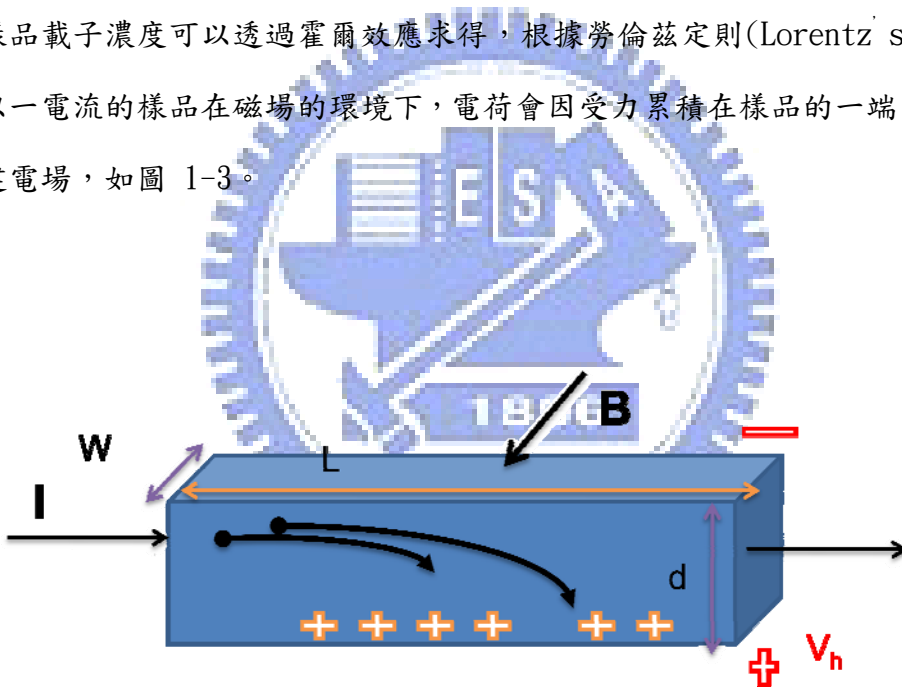 樣品載子濃度可以透過霍爾效應求得，根據勞倫茲定則(Lorentz's
以一電流的樣品在磁場的環境下，電荷會因受力累積在樣品的一端
電場，如圖 1-3。
ESA
B
W
L
I
d
Vh